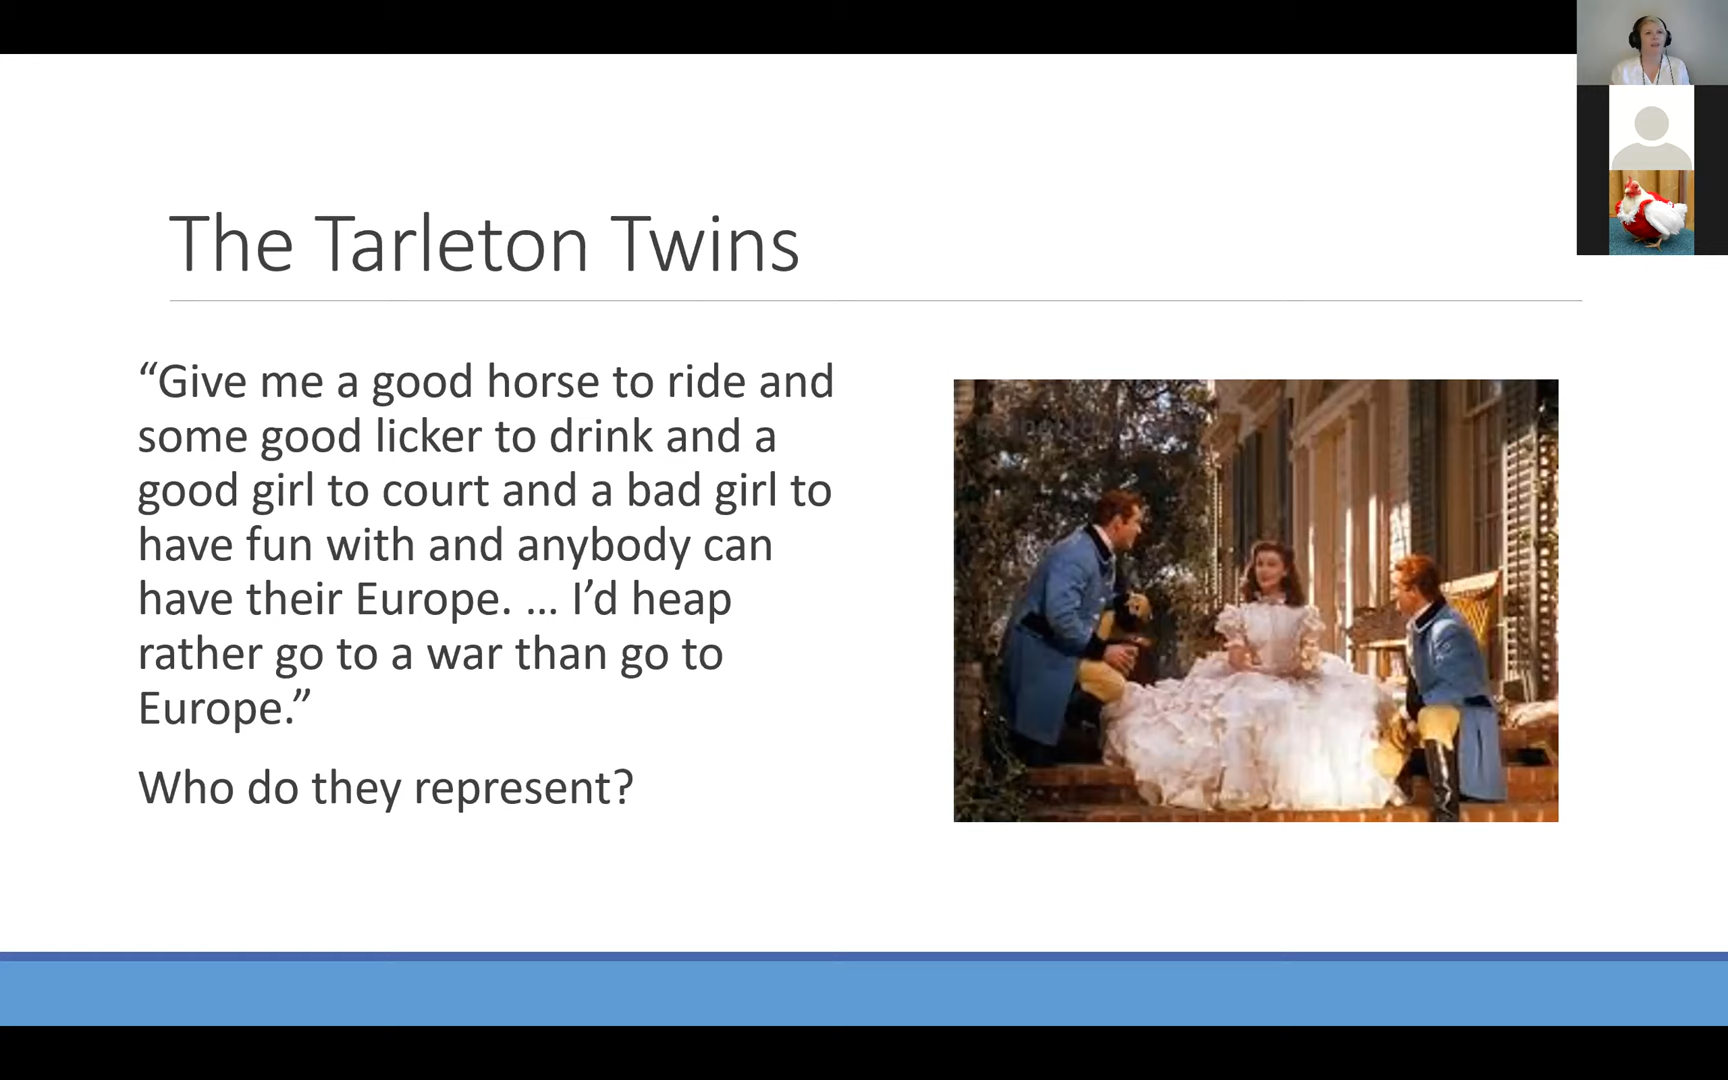 The Tarleton Twins
“Give me a good horse to ride and
some good licker to drink and a
good girl to court and a bad girl to
have fun with and anybody can
have their Europe. ... I’d heap
rather go to a war than go to
Europe.”
Who do they represent?